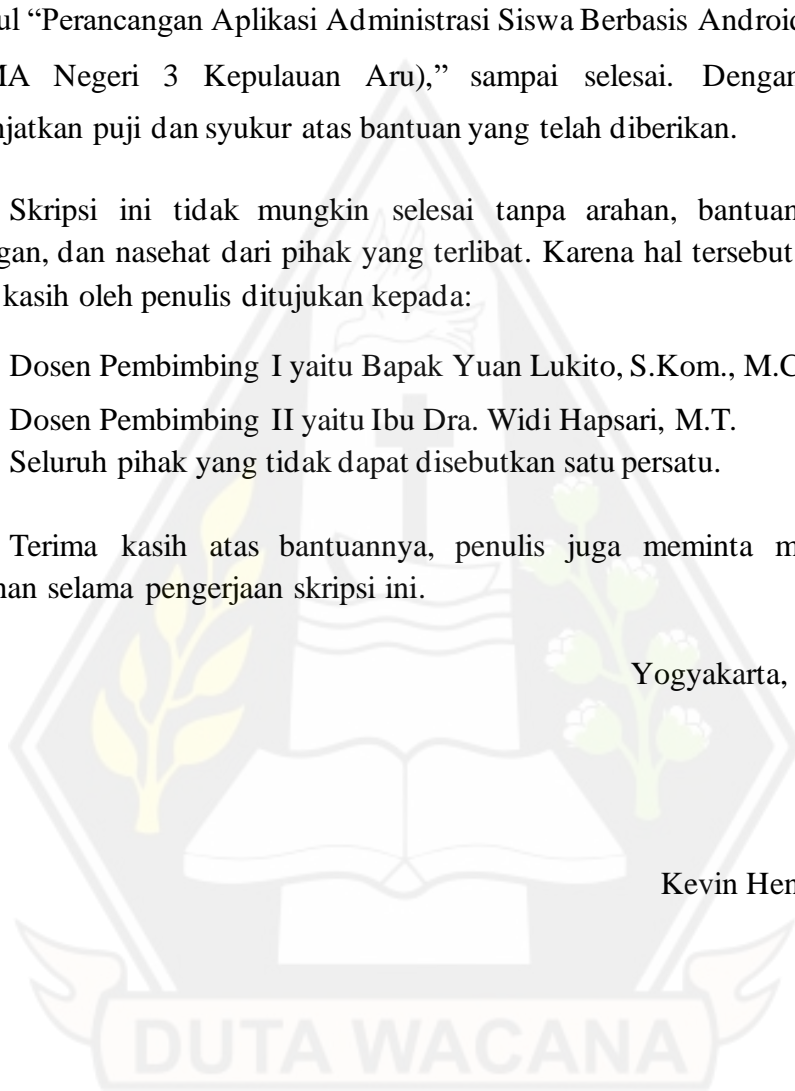 ul “Perancangan Aplikasi Administrasi Siswa Berbasis Android
MA Negeri 3 Kepulauan Aru),” sampai selesai. Dengan
njatkan puji dan syukur atas bantuan yang telah diberikan.
Skripsi ini tidak mungkin selesai tanpa arahan, bantuan
gan, dan nasehat dari pihak yang terlibat. Karena hal tersebut
kasih oleh penulis ditujukan kepada:
Dosen Pembimbing I yaitu Bapak Yuan Lukito, S.Kom., M.C
Dosen Pembimbing II yaitu Ibu Dra. Widi Hapsari, M.T.
Seluruh pihak yang tidak dapat disebutkan satu persatu.
Terima kasih atas bantuannya, penulis juga meminta m
nan selama pengerjaan skripsi ini.
Yogyakarta,
Kevin Hen
DUTA WACANA